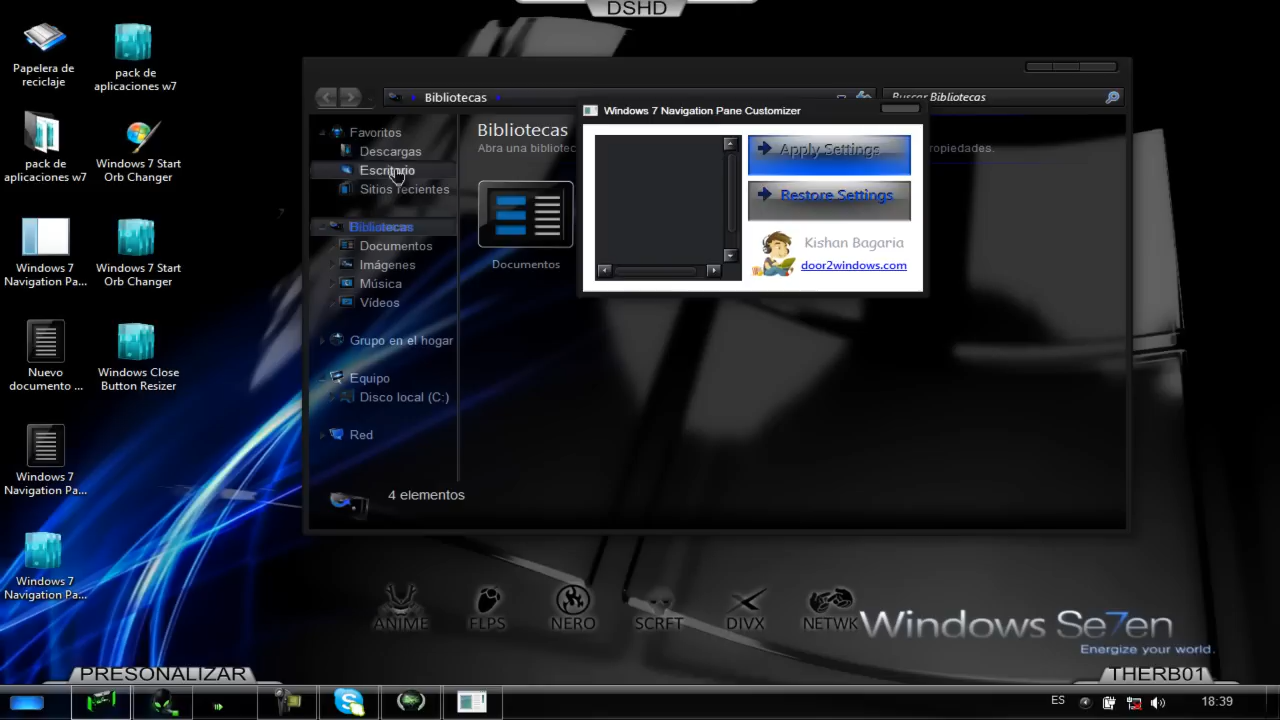 DSHD
Papelera de
reciclaje
pack de
aplicaciones w7
pack de
aplicaciones w7
Windows 7 Start
Orb Changer
Windows 7
Navigation Pa...
Windows 7 Start
Orb Changer
Nuevo
documento ...
Windows Close
Button Resizer
Windows 7
Navigation Pa...
Windows 7
Navigation Pa...
Bibliotecas
Buscar Bibliotecas
Favoritos
Descargas
Escritorio
Sitios recientes
Bibliotecas
Documentos
Imágenes
Música
Vídeos
Grupo en el hogar
Equipo
Disco local (C:)
Red
Bibliotecas
Abra una bibliotec
ropiedades.
Documentos
4 elementos
Windows 7 Navigation Pane Customizer
Apply Settings
Restore Settings
Kishan Bagaria
door2windows.com
ANIME
FLPS
NERO
SCRFT
DIVX
NETWK
Windows Se7en
Energize your world.
PRESONALIZAR
THERB01
ES
18:39